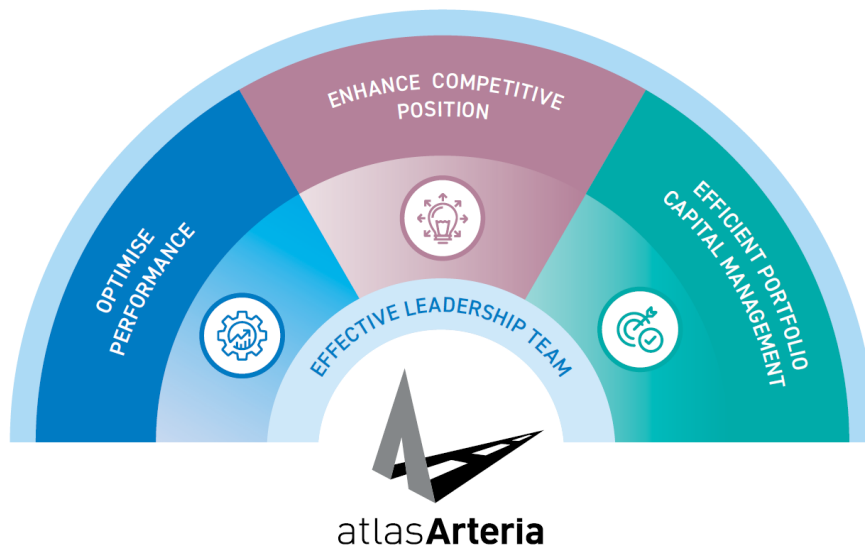 ENHANCE COMPETITIVE
POSITION
OPTIMISE
PERFORMANCE
EFFICIENT PORTFOLIO
CAPITAL MANAGEMENT
EFFECTIVE LEADERSHIP TEAM
atlasArteria